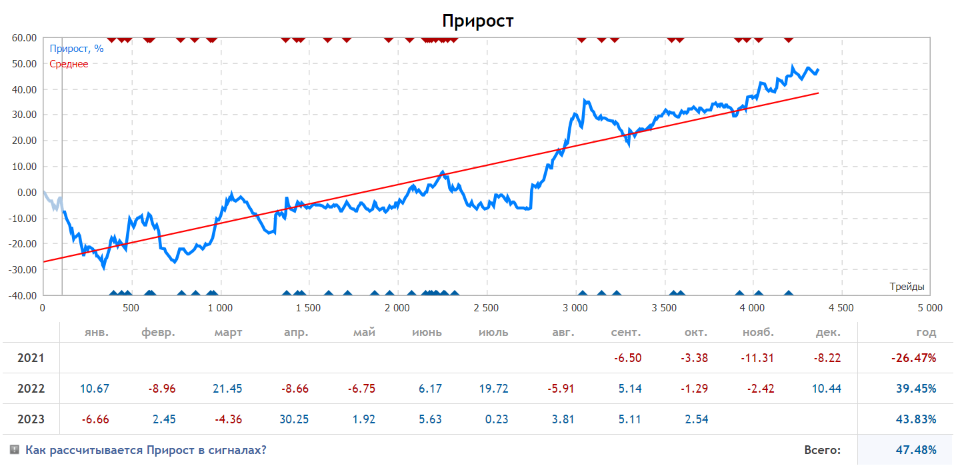 Прирост
60.00
Прирост, %
Среднее
50.00
40.00
30.00
20.00
10.00
0.00
-10.00
-20.00
-30.00
-40.00
Трейды
0 500 1 000 1 500 2 000 2 500 3 000 3 500 4 000 4 500 5 000
янв. февр. март апр. май июнь июль авг. сент. окт. нояб. дек. год
2021 -6.50 -3.38 -11.31 -8.22 -26.47%
2022 10.67 -8.96 21.45 -8.66 -6.75 6.17 19.72 -5.91 5.14 -1.29 -2.42 10.44 39.45%
2023 -6.66 2.45 -4.36 30.25 1.92 5.63 0.23 3.81 5.11 2.54 43.83%
Как рассчитывается Прирост в сигналах? Всего: 47.48%